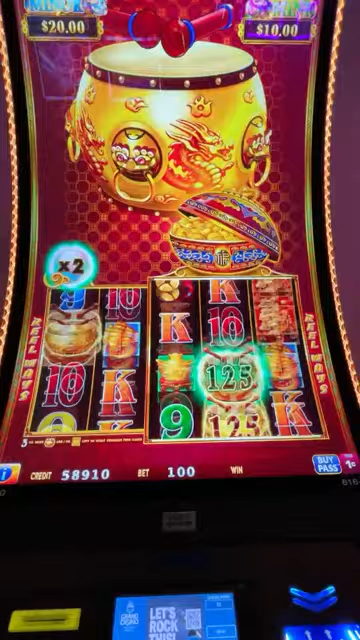 MINOR
$20.00
MINI
$10.00
x2
9
10
10
K
K
10
K
9
125
125
K
REEL WAYS
REEL WAYS
CREDIT 58910 BET 100 WIN
BUY PASS
1¢
LET'S
ROCK
THIS!